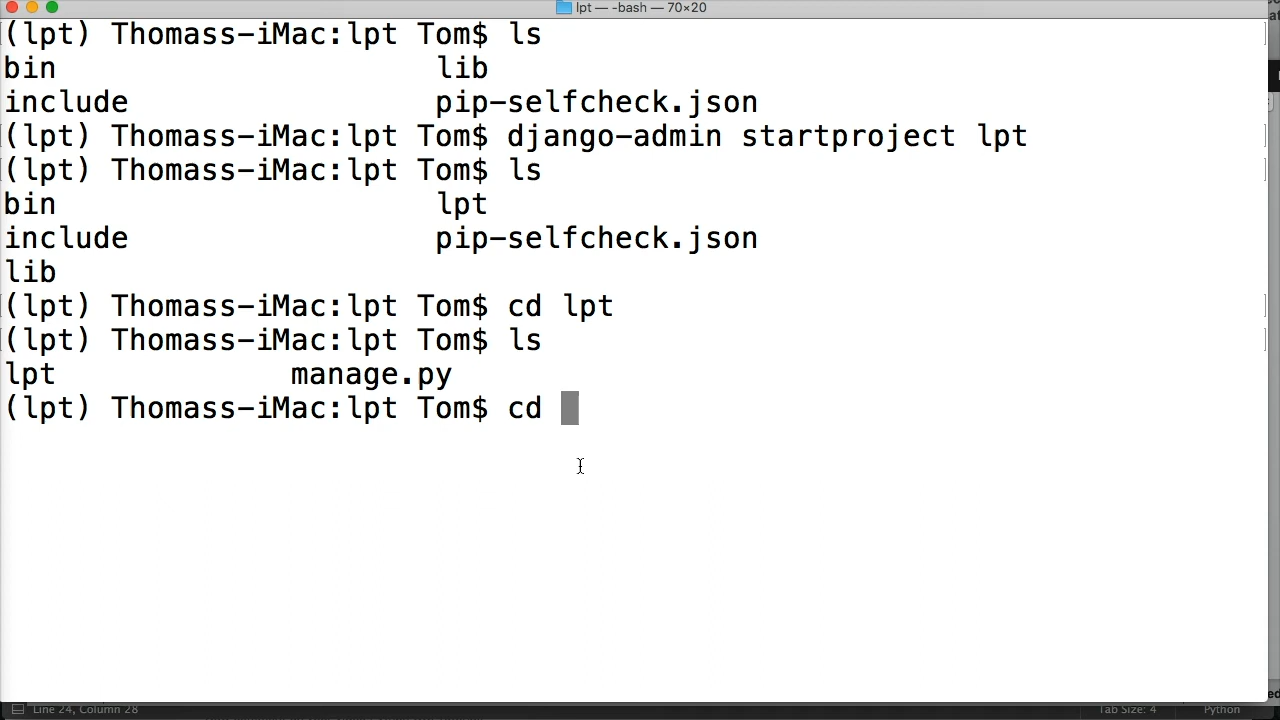 lpt — -bash — 70×20
(lpt) Thomass-iMac:lpt Tom$ ls
bin lib
include pip-selfcheck.json
(lpt) Thomass-iMac:lpt Tom$ django-admin startproject lpt
(lpt) Thomass-iMac:lpt Tom$ ls
bin lpt
include pip-selfcheck.json
lib
(lpt) Thomass-iMac:lpt Tom$ cd lpt
(lpt) Thomass-iMac:lpt Tom$ ls
lpt manage.py
(lpt) Thomass-iMac:lpt Tom$ cd
Line 24, Column 28 Tab Size: 4 Python